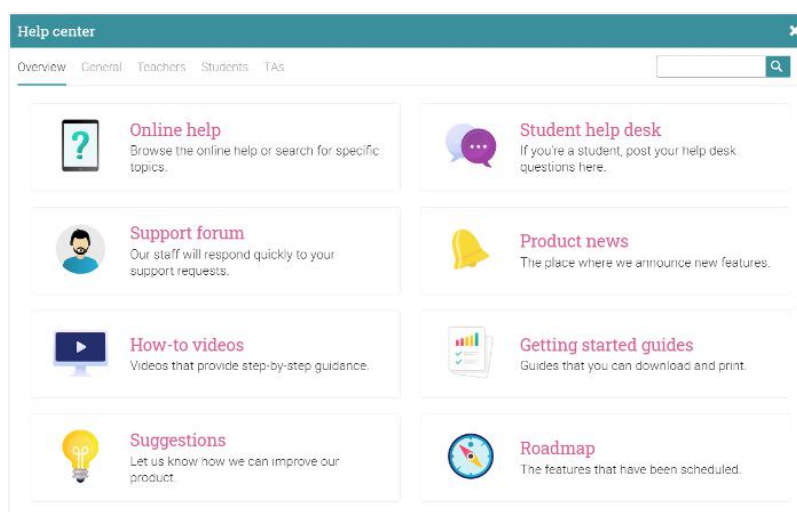 Help center
Overview General Teachers Students TAs
Online help
Browse the online help or search for specific
topics.
Student help desk
If you're a student, post your help desk
questions here.
Support forum
Our staff will respond quickly to your
support requests.
Product news
The place where we announce new features.
How-to videos
Videos that provide step-by-step guidance.
Getting started guides
Guides that you can download and print.
Suggestions
Let us know how we can improve our
product.
Roadmap
The features that have been scheduled.